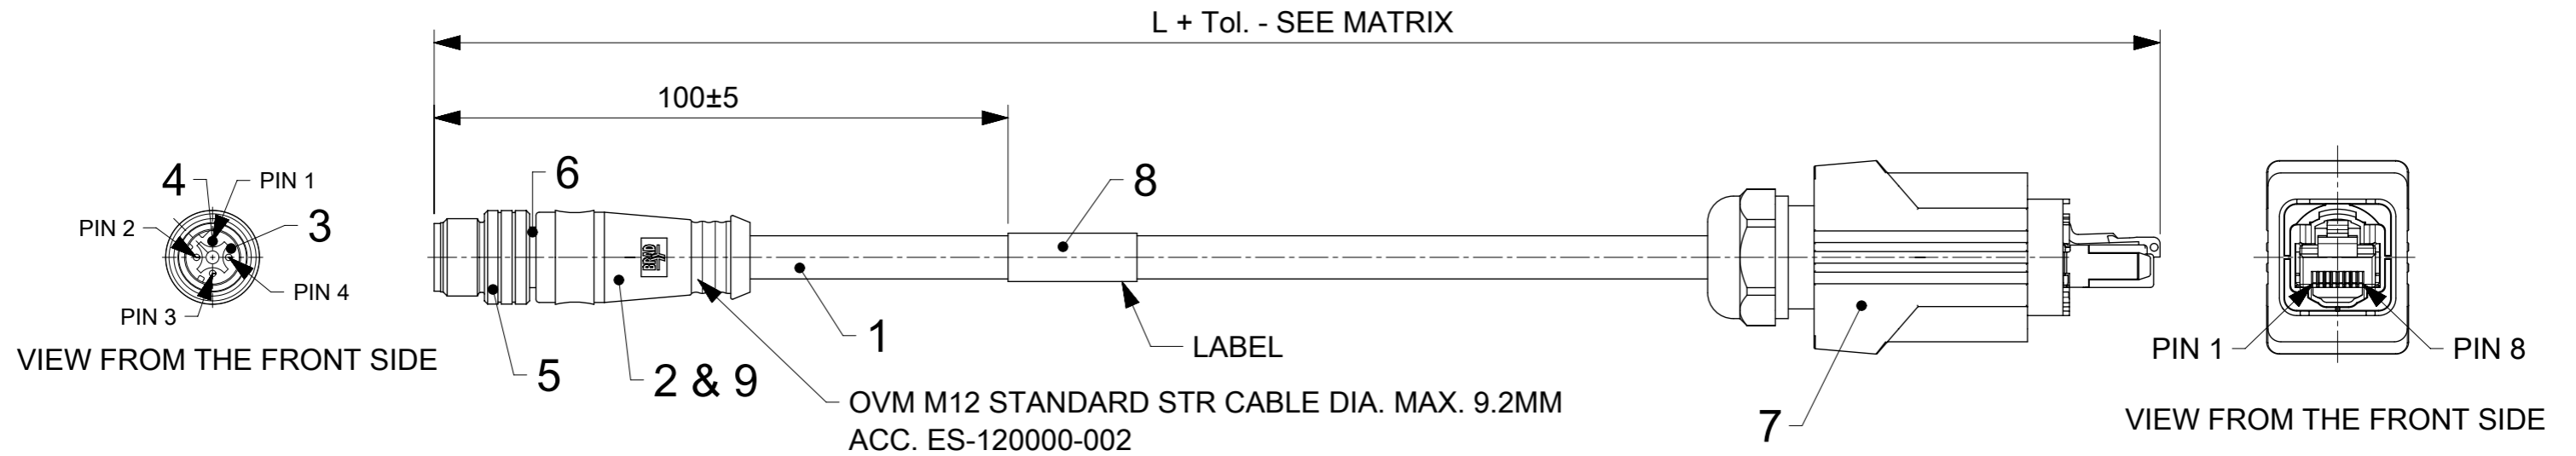 L + Tol. - SEE MATRIX
100±5
4
PIN 1
6
8
PIN 2
3
BRAD
PIN 4
PIN 3
1
LABEL
PIN 1
PIN 8
VIEW FROM THE FRONT SIDE
5
2 & 9
OVM M12 STANDARD STR CABLE DIA. MAX. 9.2MM
ACC. ES-120000-002
7
VIEW FROM THE FRONT SIDE